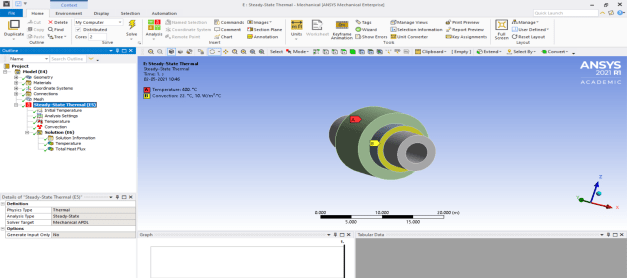 E : Steady-State Thermal - Mechanical [ANSYS Mechanical Enterprise]
Context
File Home Environment Display Selection Automation
Duplicate
Cut
Delete
My Computer
Copy
Find
Distributed
Paste
Tree
Cores 2
Solve
Analysis
Named Selection
Coordinate System
Remote Point
Commands
Comment
Chart
Images
Section Plane
Annotation
Units
Worksheet
Keyframe Animation
Tags
Wizard
Show Errors
Manage Views
Selection Information
Unit Converter
Print Preview
Report Preview
Key Assignments
Full Screen
Manage
User Defined
Reset Layout
Outline
Solve
Insert
Tools
Layout
Outline
Name
Search Outline
Select
Mode
Clipboard
[ Empty ]
Extend
Select By
Convert
Project
Model (E4)
Geometry
Materials
Coordinate Systems
Connections
Mesh
Steady-State Thermal (E5)
Initial Temperature
Analysis Settings
Temperature
Convection
Solution (E6)
Solution Information
Temperature
Total Heat Flux
E: Steady-State Thermal
Steady-State Thermal
Time: 1. s
A Temperature: 600. °C
B Convection: 22. °C, 10. W/m²·°C
ANSYS
2021 R1
ACADEMIC
A
B
Z
Y
X
0.000 10.000 20.000 (m)
5.000 15.000
Details of "Steady-State Thermal (E5)"
Definition
Physics Type Thermal
Analysis Type Steady-State
Solver Target Mechanical APDL
Options
Generate Input Only No
Graph
Tabular Data
1.